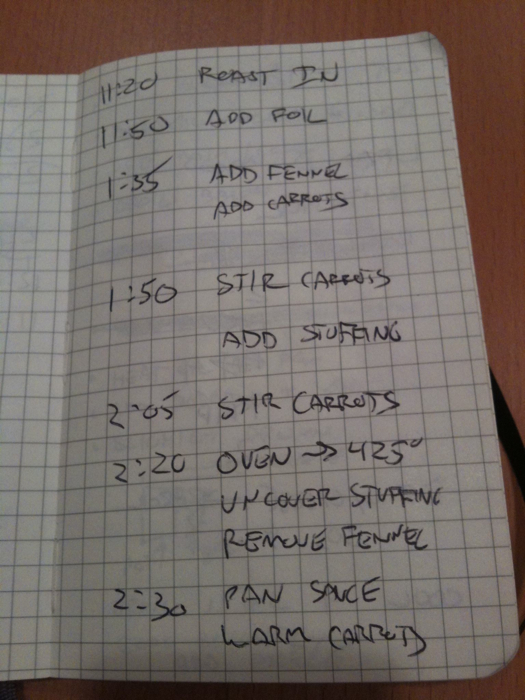 11:20 ROAST IN
11:50 ADD FOIL
1:35 ADD FENNEL
ADD CARROTS
1:50 STIR CARROTS
ADD STUFFING
2:05 STIR CARROTS
2:20 OVEN → 425°
UNCOVER STUFFING
REMOVE FENNEL
2:30 PAN SAUCE
WARM CARROTS